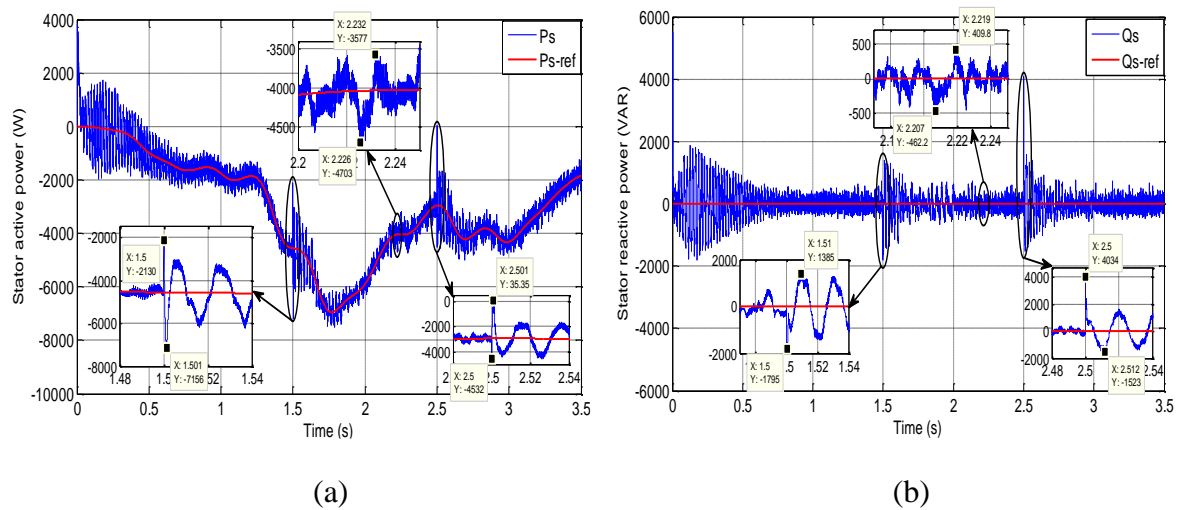 (a)
4000
2000
0
-2000
-4000
-6000
-8000
-10000
Stator active power (W)
0
0.5
1
1.5
2
2.5
3
3.5
Time (s)
Ps
Ps-ref
X: 2.232
Y: -3577
-3500
-4000
-4500
2.2
2
2.24
X: 2.226
Y: -4703
-2000
-4000
-6000
-8000
X: 1.5
Y: -2130
X: 1.501
Y: -7156
1.48
1.5
.52
1.54
X: 2.501
Y: 35.35
0
-2000
-4000
X: 2.5
Y: -4532
2.5
2.52
2.54
(b)
6000
4000
2000
0
-2000
-4000
-6000
Stator reactive power (VAR)
0
0.5
1
1.5
2
2.5
3
3.5
Time (s)
Qs
Qs-ref
X: 2.219
Y: 409.8
500
0
-500
X: 2.207
Y: -462.2
2.22
2.24
X: 1.51
Y: 1385
2000
0
-2000
X: 1.5
Y: -1795
1.5
1.52
1.54
X: 2.5
Y: 4034
4000
2000
0
-2000
2.48
2.5
2.54
X: 2.512
Y: -1523
(a)
(b)